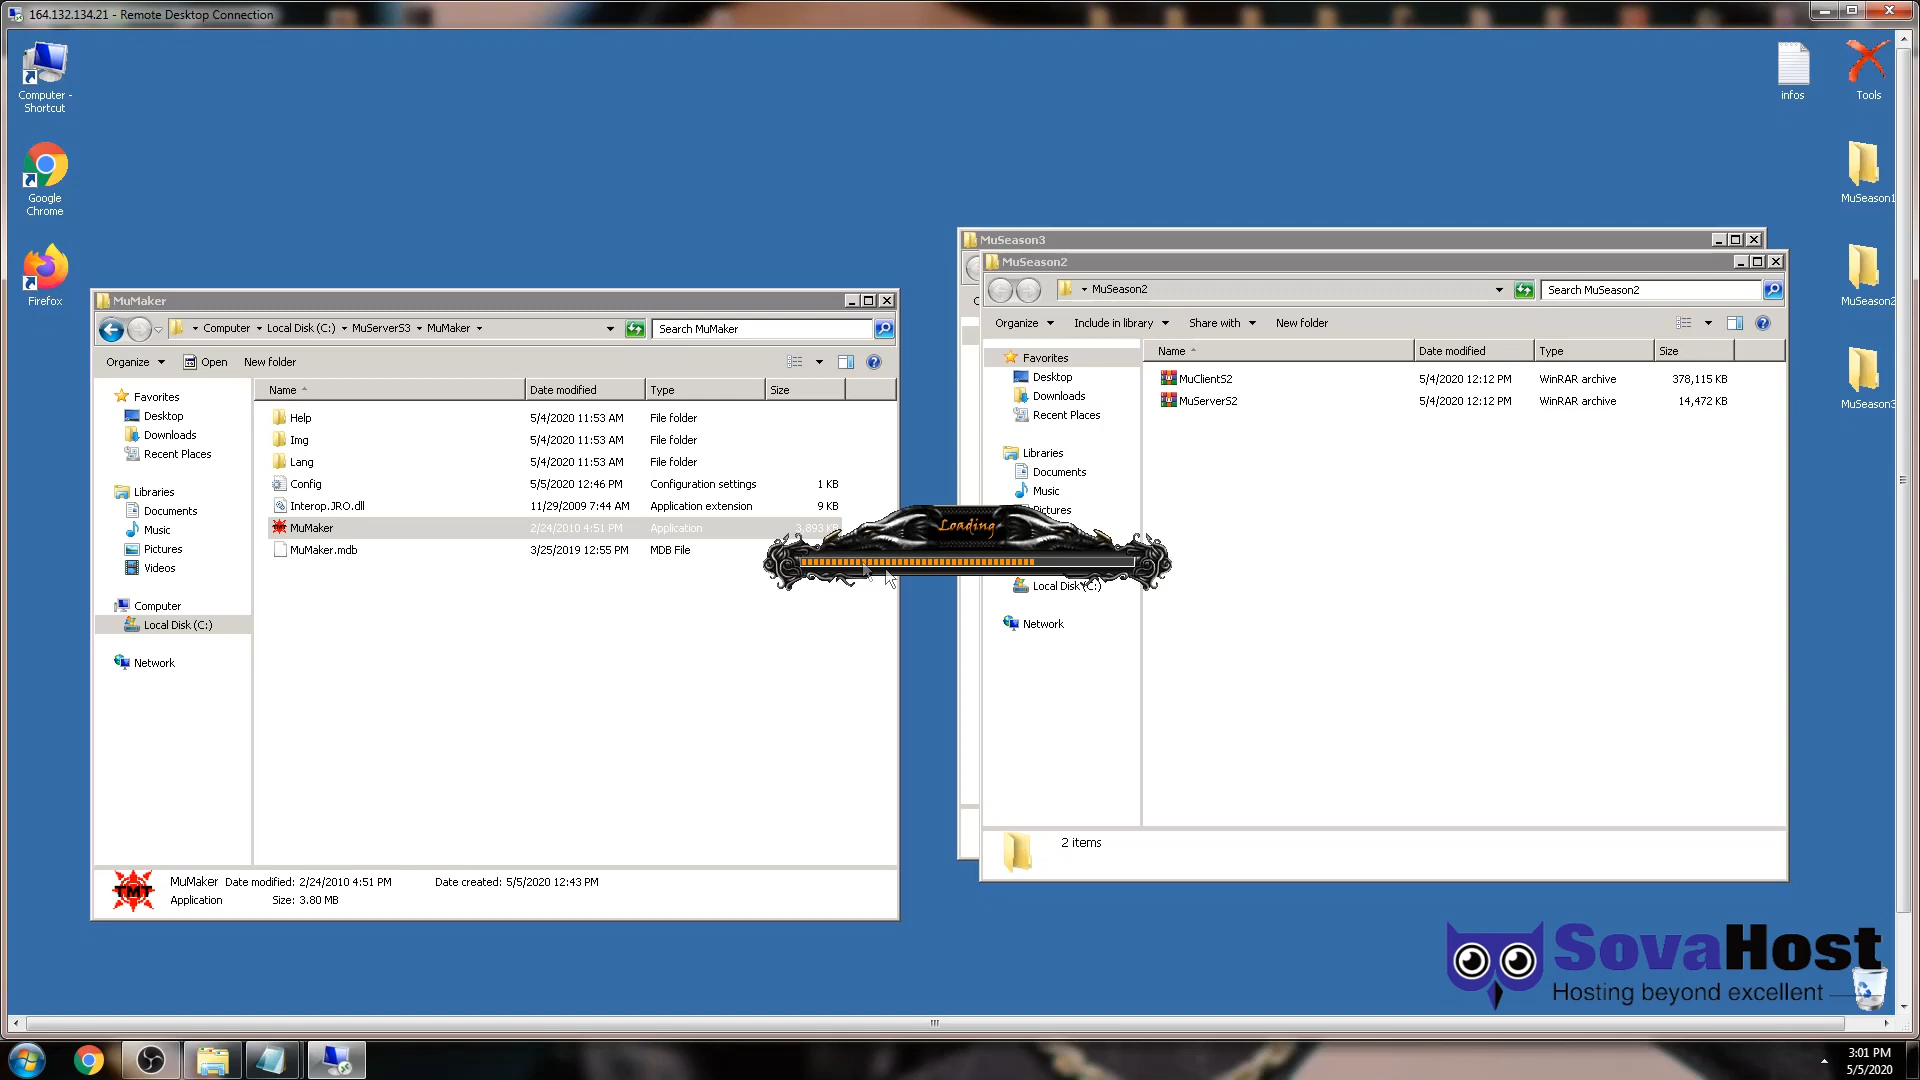 164.132.134.21 - Remote Desktop Connection
Computer - Shortcut
Google Chrome
Firefox
infos
Tools
MuSeason1
MuSeason2
MuSeason3
MuMaker
Computer
Local Disk (C:)
MuServerS3
MuMaker
Search MuMaker
Organize
Open
New folder
Favorites
Desktop
Downloads
Recent Places
Libraries
Documents
Music
Pictures
Videos
Computer
Local Disk (C:)
Network
Name
Date modified
Type
Size
Help 5/4/2020 11:53 AM File folder
Img 5/4/2020 11:53 AM File folder
Lang 5/4/2020 11:53 AM File folder
Config 5/5/2020 12:46 PM Configuration settings 1 KB
Interop.JRO.dll 11/29/2009 7:44 AM Application extension 9 KB
MuMaker 2/24/2010 4:51 PM Application 3,893 KB
MuMaker.mdb 3/25/2019 12:55 PM MDB File
TMT
MuMaker Date modified: 2/24/2010 4:51 PM Date created: 5/5/2020 12:43 PM
Application Size: 3.80 MB
Loading
MuSeason3
MuSeason2
MuSeason2
Search MuSeason2
Organize
Include in library
Share with
New folder
Favorites
Desktop
Downloads
Recent Places
Libraries
Documents
Music
Pictures
Local Disk (C:)
Network
Name
Date modified
Type
Size
MuClientS2 5/4/2020 12:12 PM WinRAR archive 378,115 KB
MuServerS2 5/4/2020 12:12 PM WinRAR archive 14,472 KB
2 items
SovaHost
Hosting beyond excellent
3:01 PM
5/5/2020